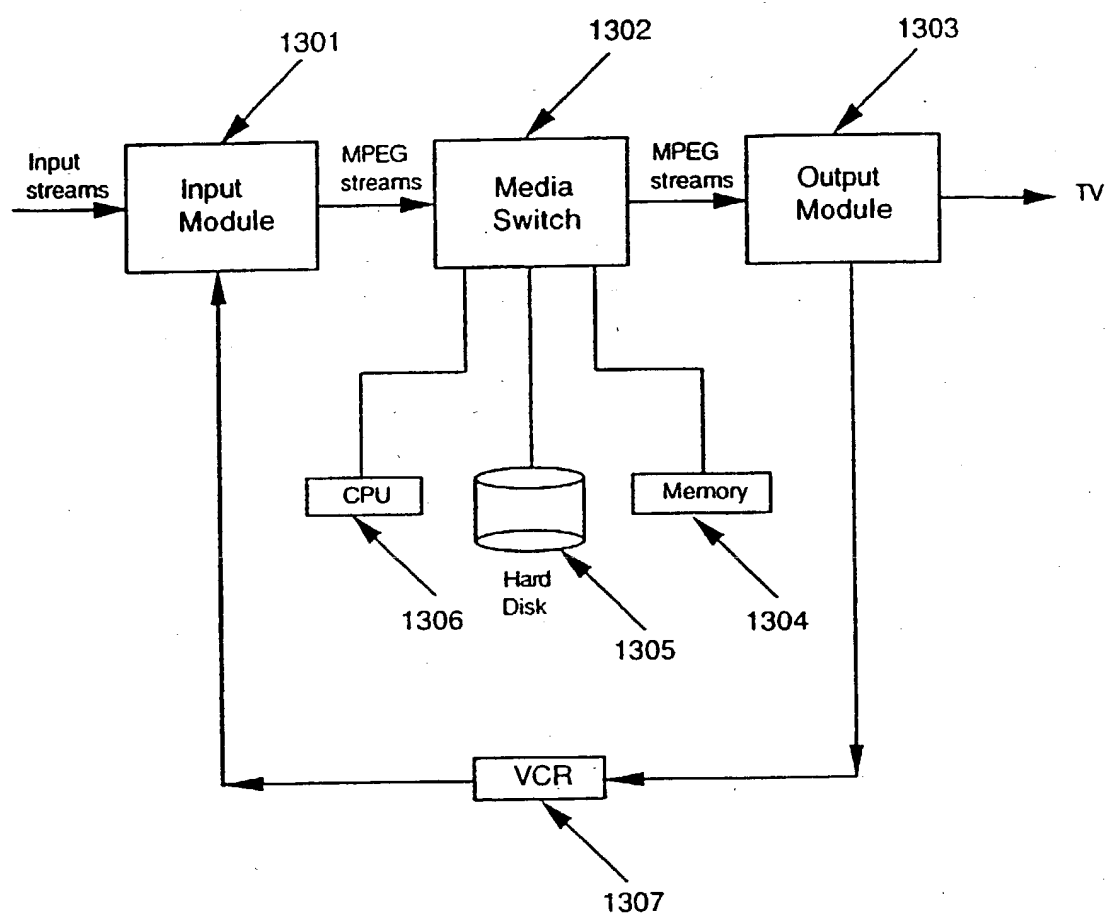 1301
1302
1303
Input
streams
Input
Module
MPEG
streams
Media
Switch
MPEG
streams
Output
Module
TV
CPU
Memory
Hard
Disk
1306
1305
1304
VCR
1307